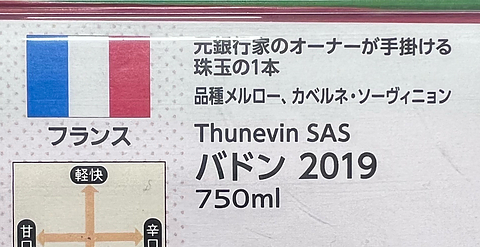 元銀行家のオーナーが手掛ける
珠玉の1本
品種メルロー、カベルネ・ソーヴィニョン
フランス
Thunevin SAS
バドン 2019
750ml
軽快
甘口
辛口